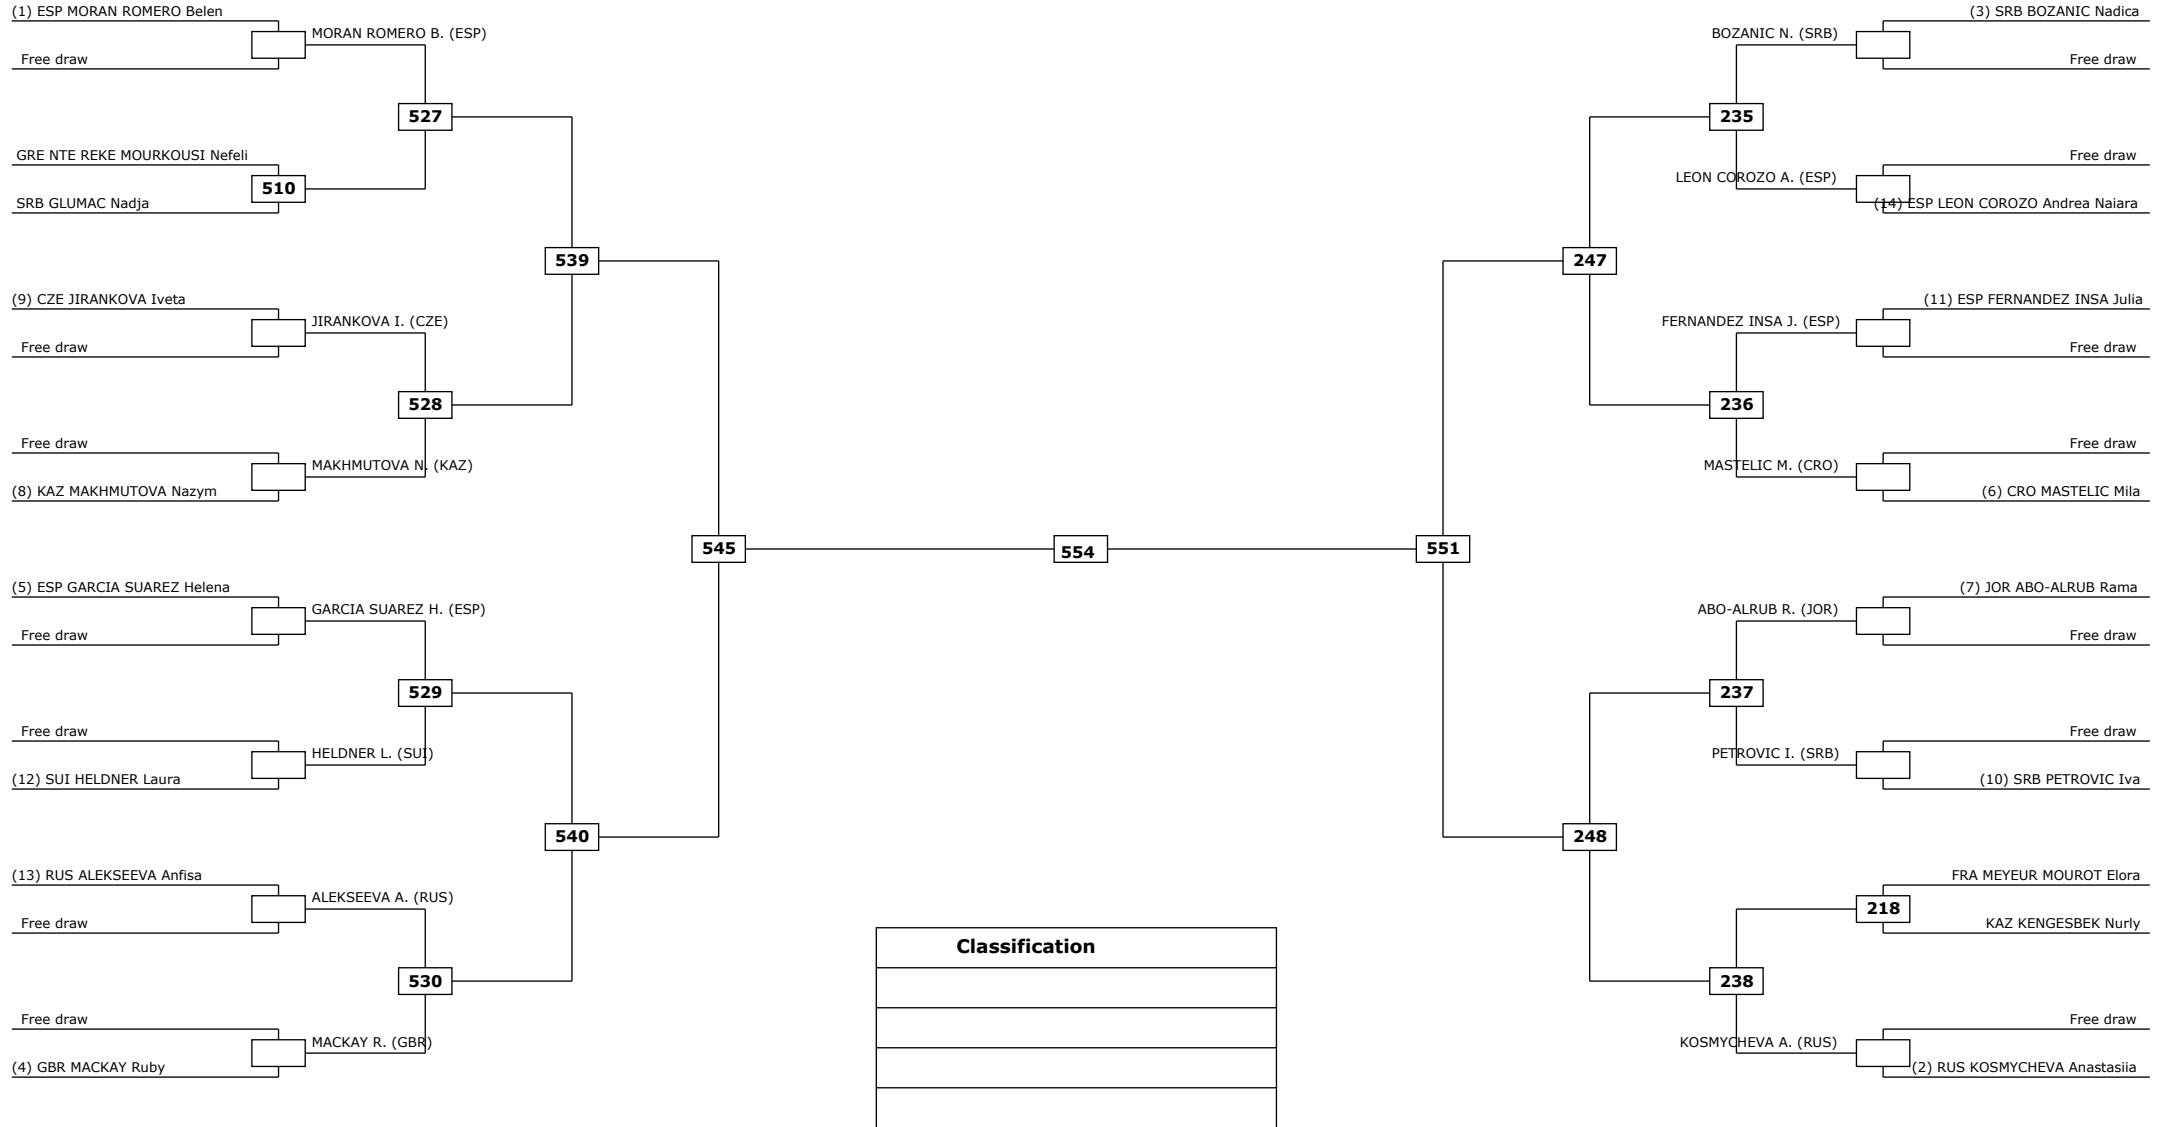 (1) ESP MORAN ROMERO Belen
MORAN ROMERO B. (ESP)
Free draw
527
GRE NTE REKE MOURKOUSI Nefeli
510
SRB GLUMAC Nadja
539
(9) CZE JIRANKOVA Iveta
JIRANKOVA I. (CZE)
Free draw
528
Free draw
MAKHMUTOVA N. (KAZ)
(8) KAZ MAKHMUTOVA Nazym
545
(5) ESP GARCIA SUAREZ Helena
GARCIA SUAREZ H. (ESP)
Free draw
529
Free draw
HELDNER L. (SUI)
(12) SUI HELDNER Laura
540
(13) RUS ALEKSEEVA Anfisa
ALEKSEEVA A. (RUS)
Free draw
530
Free draw
MACKAY R. (GBR)
(4) GBR MACKAY Ruby
554
(3) SRB BOZANIC Nadica
BOZANIC N. (SRB)
Free draw
235
Free draw
LEON COROZO A. (ESP)
(14) ESP LEON COROZO Andrea Naiara
247
(11) ESP FERNANDEZ INSA Julia
FERNANDEZ INSA J. (ESP)
Free draw
236
Free draw
MASTELIC M. (CRO)
(6) CRO MASTELIC Mila
551
(7) JOR ABO-ALRUB Rama
ABO-ALRUB R. (JOR)
Free draw
237
Free draw
PETROVIC I. (SRB)
(10) SRB PETROVIC Iva
248
FRA MEYEUR MOUROT Elora
218
KAZ KENGESBEK Nurly
238
Free draw
KOSMYCHEVA A. (RUS)
(2) RUS KOSMYCHEVA Anastasiia
Classification